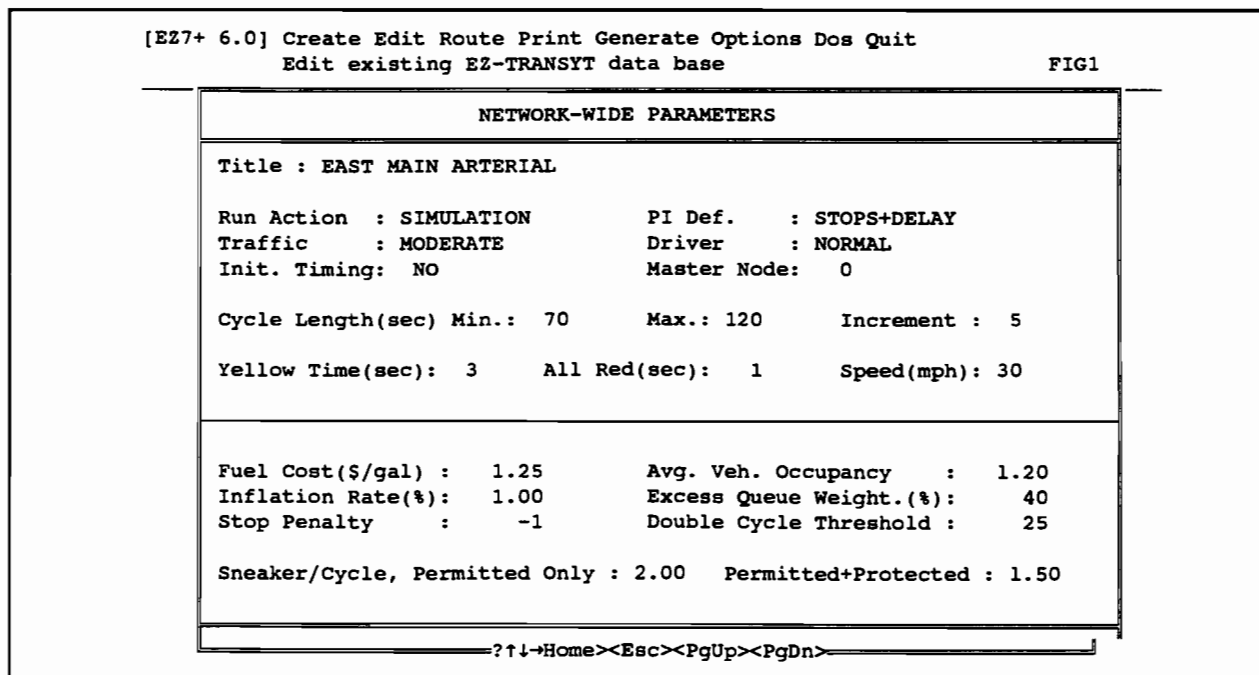 [EZ7+ 6.0] Create Edit Route Print Generate Options Dos Quit
Edit existing EZ-TRANSYT data base FIG1
NETWORK-WIDE PARAMETERS
Title : EAST MAIN ARTERIAL
Run Action : SIMULATION PI Def. : STOPS+DELAY
Traffic : MODERATE Driver : NORMAL
Init. Timing: NO Master Node: 0
Cycle Length(sec) Min.: 70 Max.: 120 Increment : 5
Yellow Time(sec): 3 All Red(sec): 1 Speed(mph): 30
Fuel Cost($/gal) : 1.25 Avg. Veh. Occupancy : 1.20
Inflation Rate(%): 1.00 Excess Queue Weight.(%): 40
Stop Penalty : -1 Double Cycle Threshold : 25
Sneaker/Cycle, Permitted Only : 2.00 Permitted+Protected : 1.50
?↑↓→Home><Esc><PgUp><PgDn>